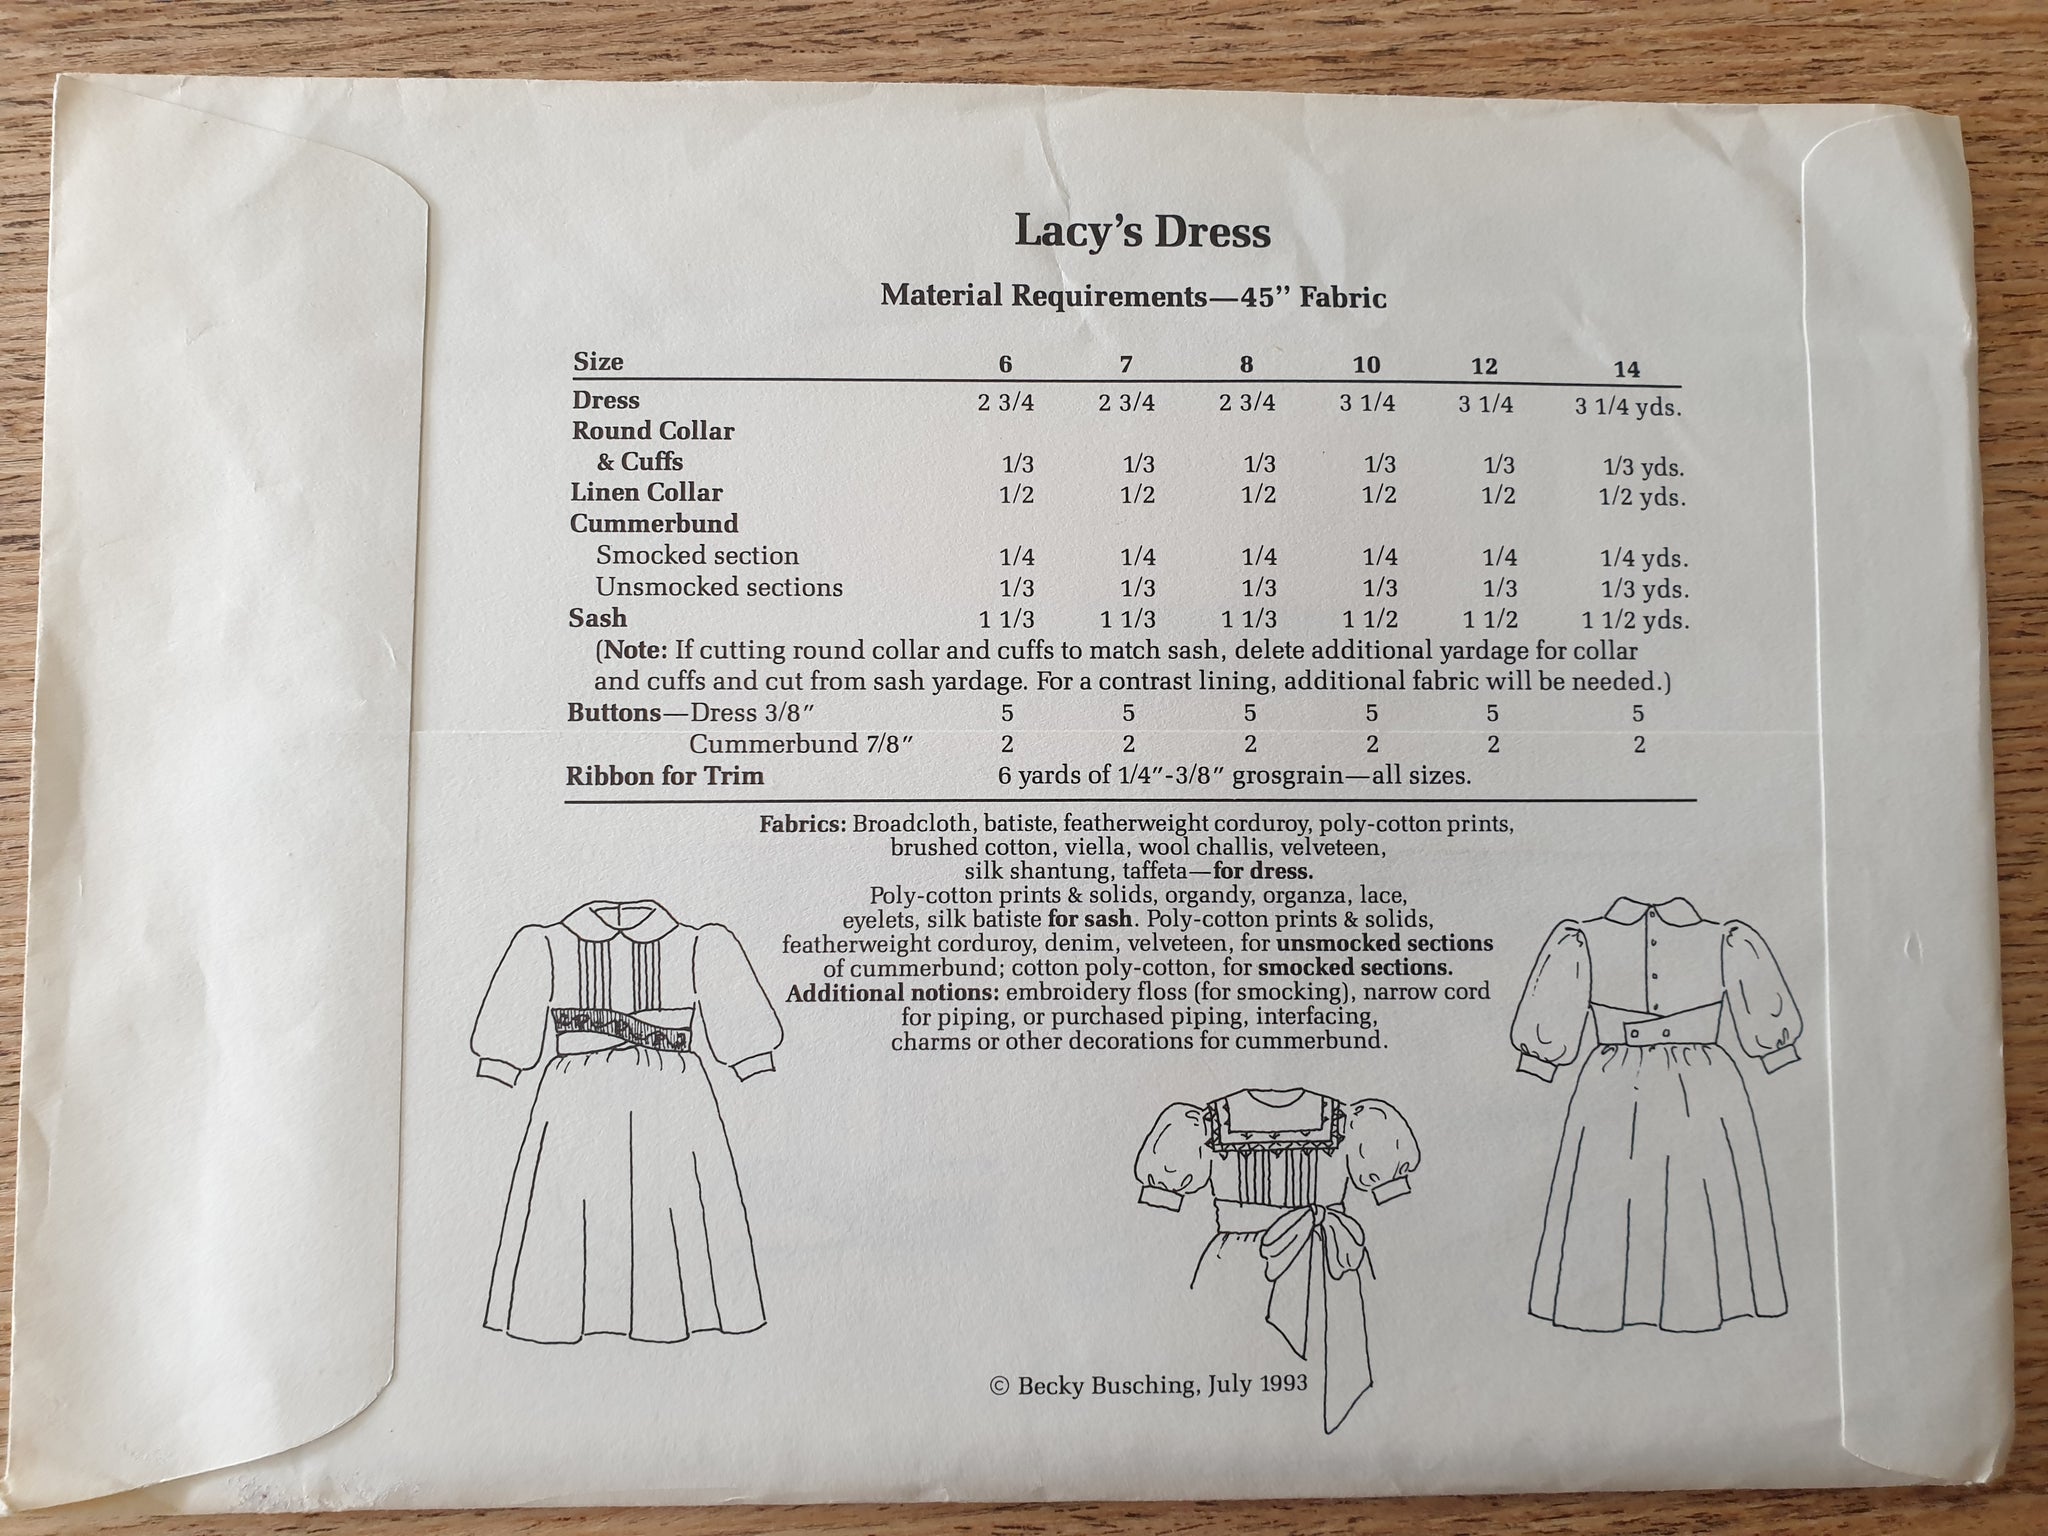 Lacy's Dress
Material Requirements—45" Fabric
Size 6 7 8 10 12 14
Dress 2 3/4 2 3/4 2 3/4 3 1/4 3 1/4 3 1/4 yds.
Round Collar
& Cuffs 1/3 1/3 1/3 1/3 1/3 1/3 yds.
Linen Collar 1/2 1/2 1/2 1/2 1/2 1/2 yds.
Cummerbund
Smocked section 1/4 1/4 1/4 1/4 1/4 1/4 yds.
Unsmocked sections 1/3 1/3 1/3 1/3 1/3 1/3 yds.
Sash 1 1/3 1 1/3 1 1/3 1 1/2 1 1/2 1 1/2 yds.
(Note: If cutting round collar and cuffs to match sash, delete additional yardage for collar
and cuffs and cut from sash yardage. For a contrast lining, additional fabric will be needed.)
Buttons—Dress 3/8" 5 5 5 5 5 5
Cummerbund 7/8" 2 2 2 2 2 2
Ribbon for Trim 6 yards of 1/4"-3/8" grosgrain—all sizes.
Fabrics: Broadcloth, batiste, featherweight corduroy, poly-cotton prints,
brushed cotton, viella, wool challis, velveteen,
silk shantung, taffeta—for dress.
Poly-cotton prints & solids, organdy, organza, lace,
eyelets, silk batiste for sash. Poly-cotton prints & solids,
featherweight corduroy, denim, velveteen, for unsmocked sections
of cummerbund; cotton poly-cotton, for smocked sections.
Additional notions: embroidery floss (for smocking), narrow cord
for piping, or purchased piping, interfacing,
charms or other decorations for cummerbund.
© Becky Busching, July 1993